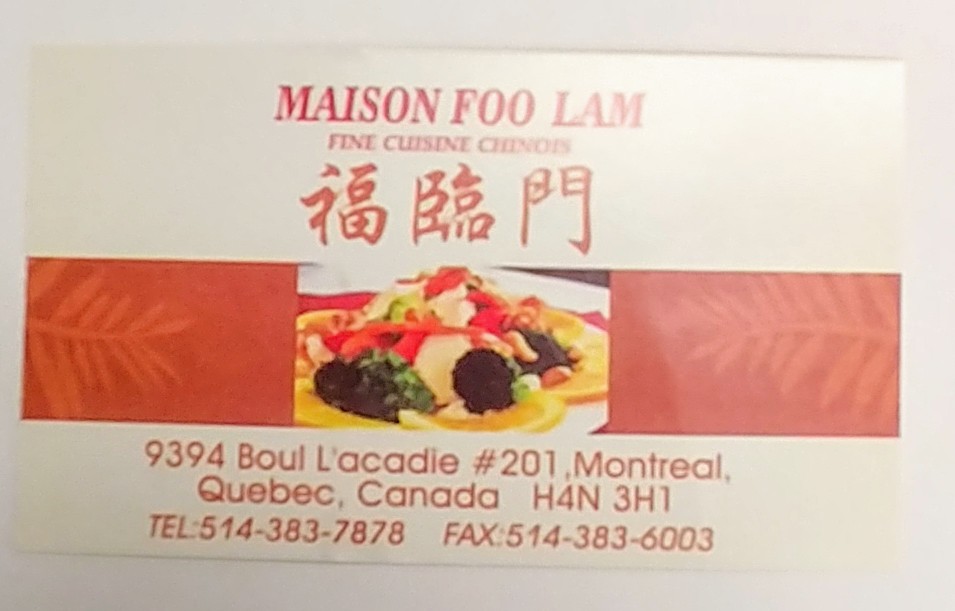 MAISON FOO LAM
FINE CUISINE CHINOIS
福臨門
9394 Boul L'acadie #201,Montreal,
Quebec, Canada H4N 3H1
TEL:514-383-7878 FAX:514-383-6003